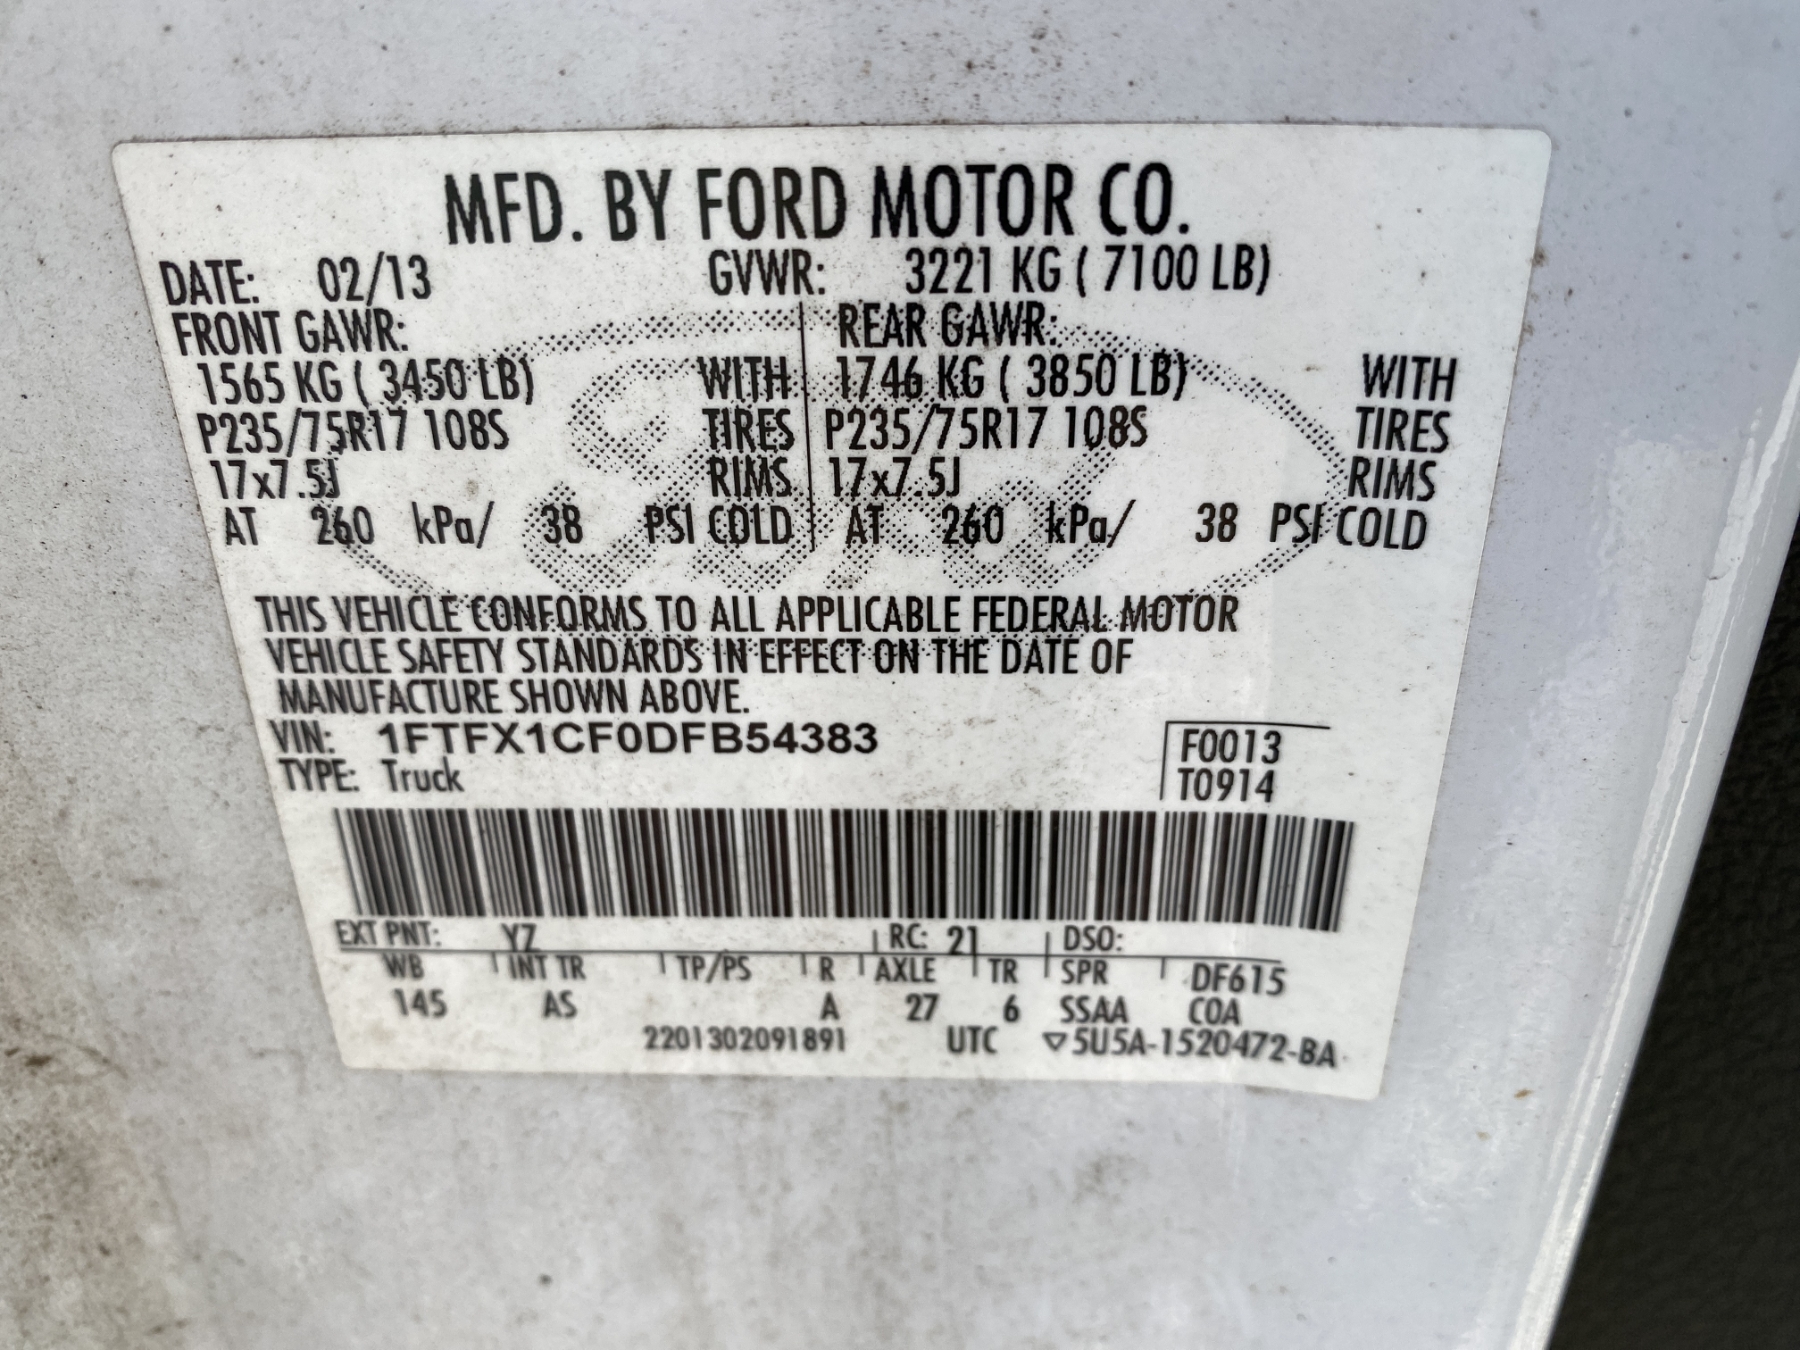 MFD. BY FORD MOTOR CO.
DATE: 02/13 GVWR: 3221 KG ( 7100 LB)
FRONT GAWR: REAR GAWR:
1565 KG ( 3450 LB) WITH 1746 KG ( 3850 LB) WITH
P235/75R17 108S TIRES P235/75R17 108S TIRES
17x7.5J RIMS 17x7.5J RIMS
AT 260 kPa/ 38 PSI COLD AT 260 kPa/ 38 PSI COLD
THIS VEHICLE CONFORMS TO ALL APPLICABLE FEDERAL MOTOR
VEHICLE SAFETY STANDARDS IN EFFECT ON THE DATE OF
MANUFACTURE SHOWN ABOVE.
VIN: 1FTFX1CF0DFB54383 F0013
TYPE: Truck T0914
EXT PNT: YZ RC: 21 DSO:
WB INT TR TP/PS R AXLE TR SPR DF615
145 AS A 27 6 SSAA COA
2201302091891 UTC ▽5U5A-1520472-BA